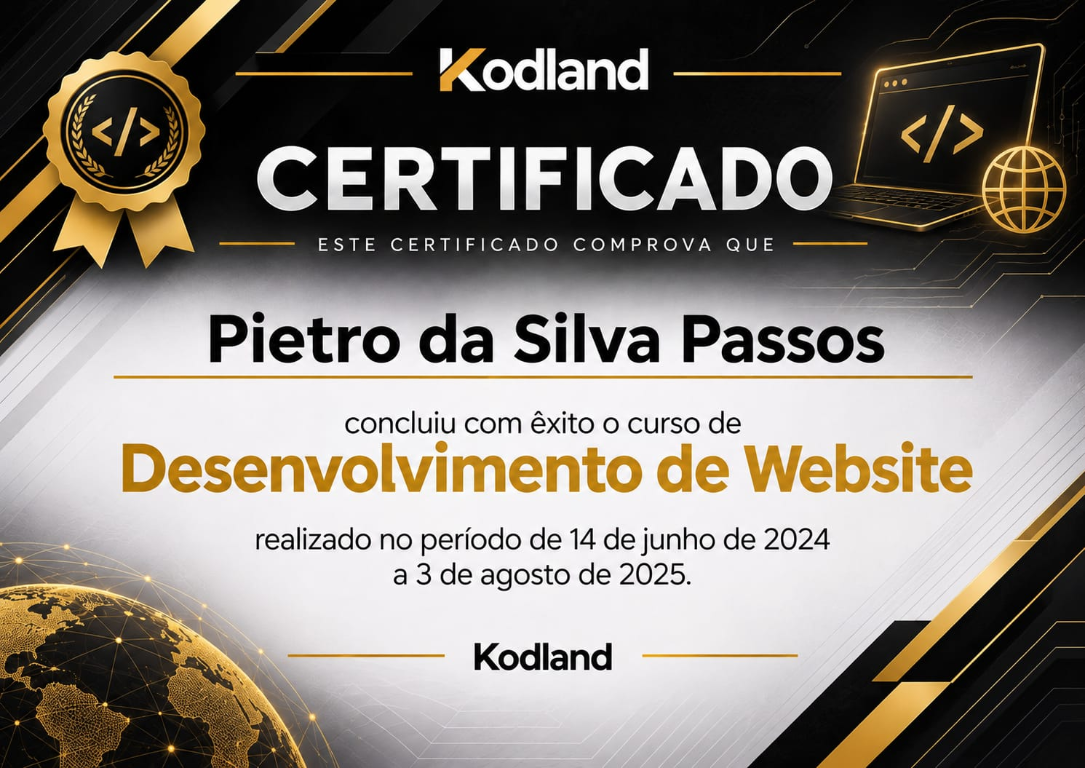 Kodland
</>
</>
CERTIFICADO
ESTE CERTIFICADO COMPROVA QUE
Pietro da Silva Passos
concluiu com êxito o curso de
Desenvolvimento de Website
realizado no período de 14 de junho de 2024
a 3 de agosto de 2025.
Kodland